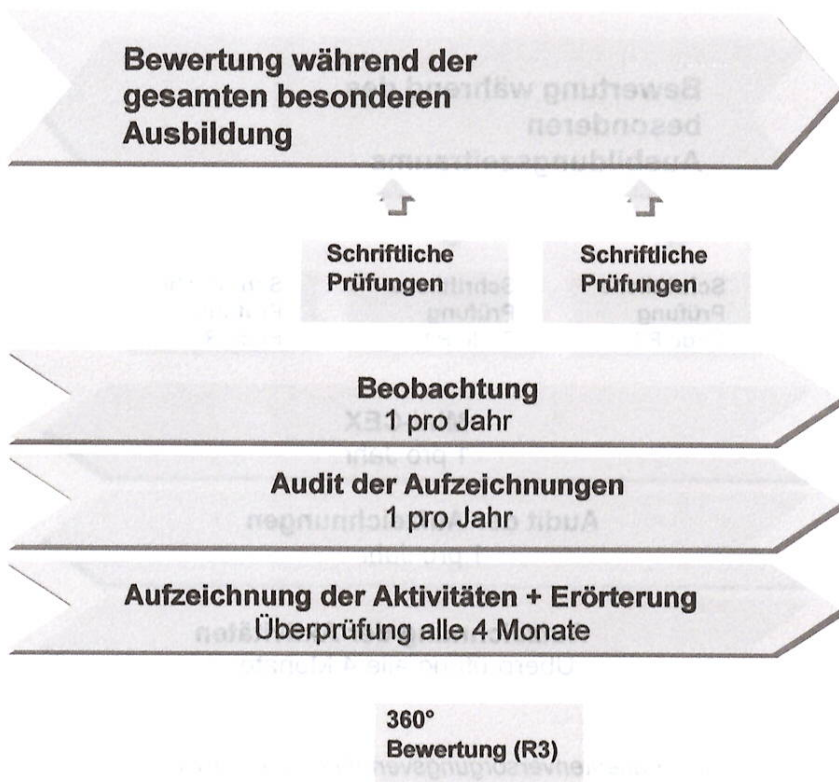 Bewertung während der
gesamten besonderen
Ausbildung
Schriftliche
Prüfungen
Schriftliche
Prüfungen
Beobachtung
1 pro Jahr
Audit der Aufzeichnungen
1 pro Jahr
Aufzeichnung der Aktivitäten + Erörterung
Überprüfung alle 4 Monate
360°
Bewertung (R3)